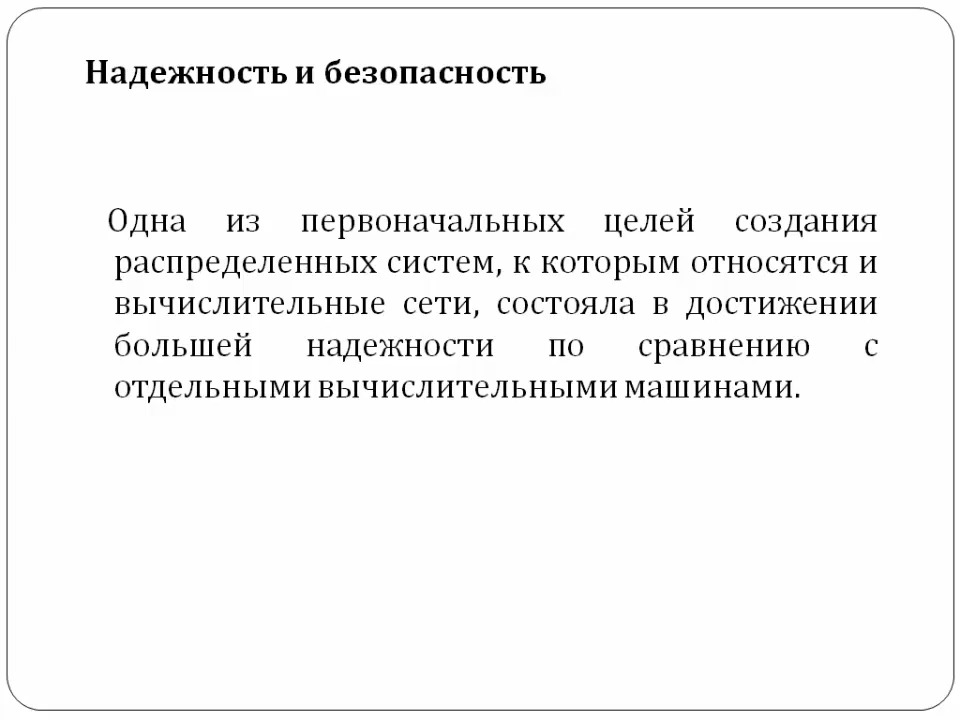 Надежность и безопасность
Одна из первоначальных целей создания
распределенных систем, к которым относятся и
вычислительные сети, состояла в достижении
большей надежности по сравнению с
отдельными вычислительными машинами.